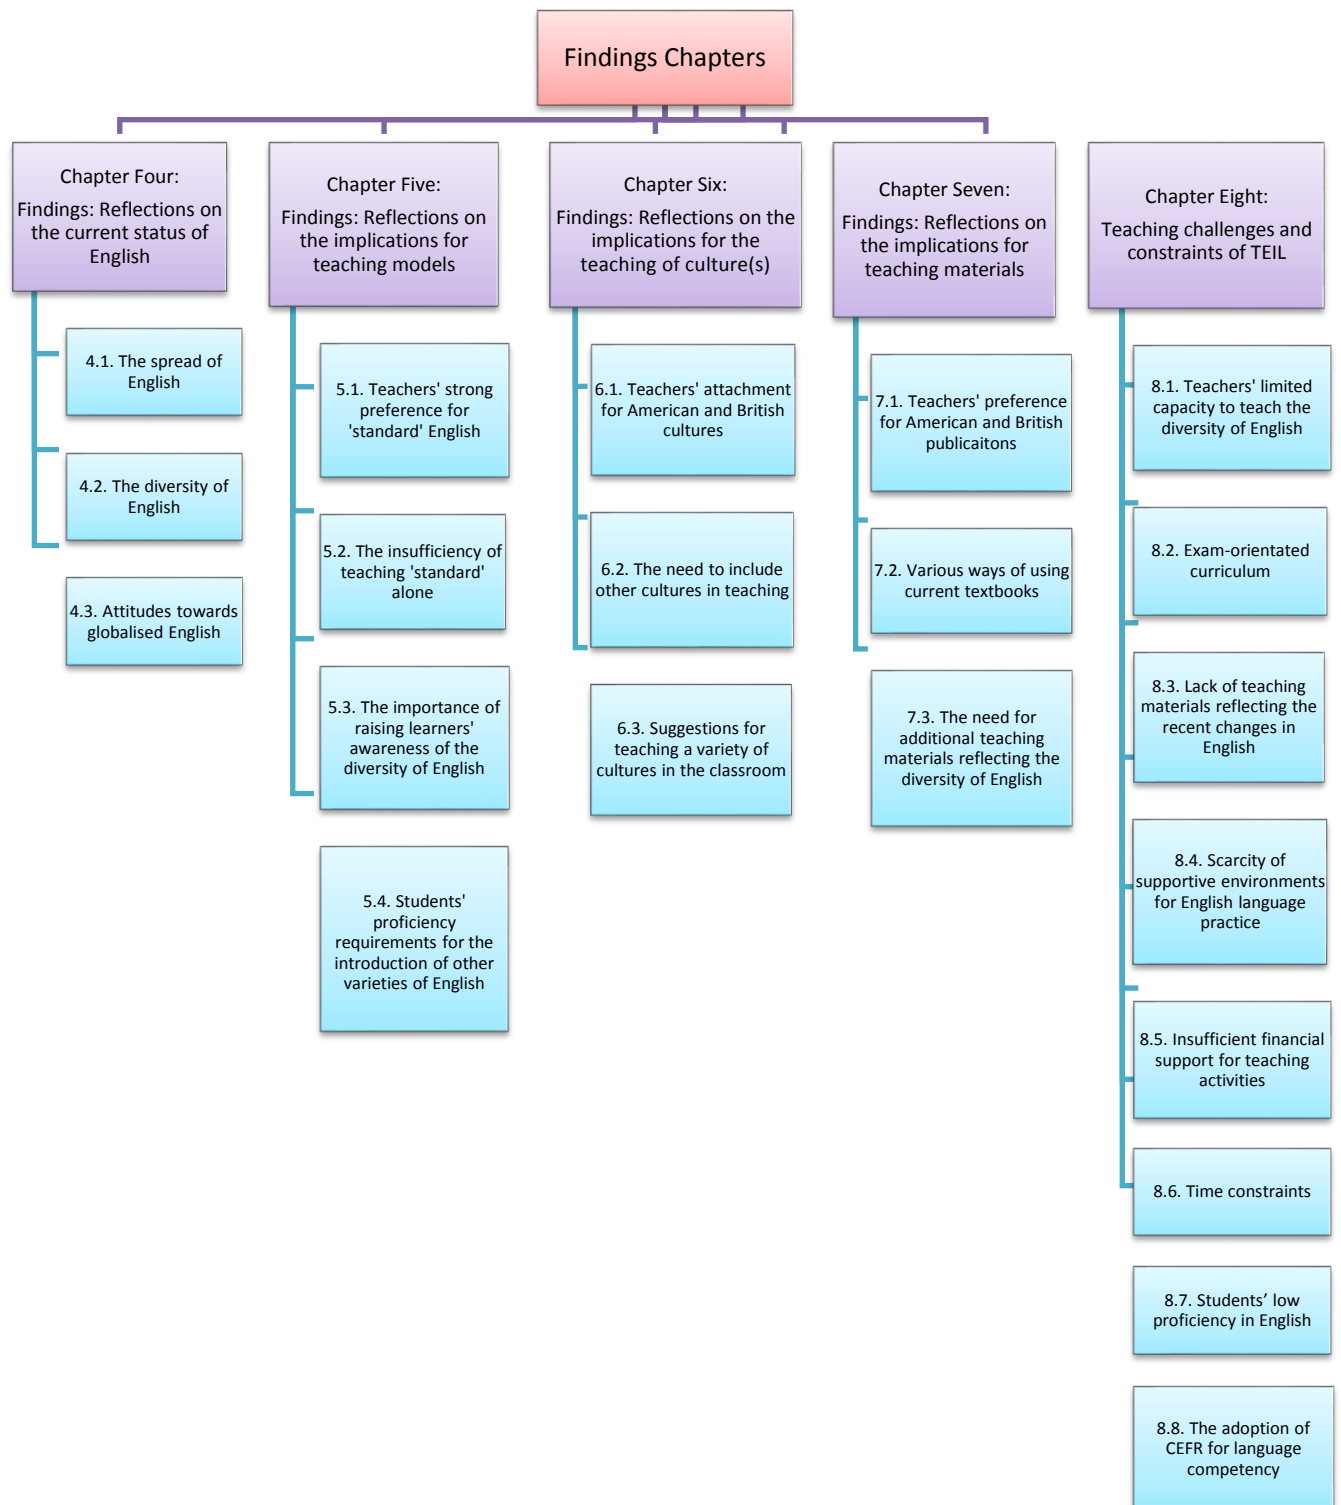 Findings Chapters
Chapter Four:
Findings: Reflections on
the current status of
English
4.1. The spread of
English
4.2. The diversity of
English
4.3. Attitudes towards
globalised English
Chapter Five:
Findings: Reflections on
the implications for
teaching models
5.1. Teachers' strong
preference for
'standard' English
5.2. The insufficiency of
teaching 'standard'
alone
5.3. The importance of
raising learners'
awareness of the
diversity of English
5.4. Students'
proficiency
requirements for the
introduction of other
varieties of English
Chapter Six:
Findings: Reflections on the
implications for the
teaching of culture(s)
6.1. Teachers' attachment
for American and British
cultures
6.2. The need to include
other cultures in teaching
6.3. Suggestions for
teaching a variety of
cultures in the classroom
Chapter Seven:
Findings: Reflections on
the implications for
teaching materials
7.1. Teachers' preference
for American and British
publicaitons
7.2. Various ways of using
current textbooks
7.3. The need for
additional teaching
materials reflecting the
diversity of English
Chapter Eight:
Teaching challenges and
constraints of TEIL
8.1. Teachers' limited
capacity to teach the
diversity of English
8.2. Exam-orientated
curriculum
8.3. Lack of teaching
materials reflecting the
recent changes in
English
8.4. Scarcity of
supportive environments
for English language
practice
8.5. Insufficient financial
support for teaching
activities
8.6. Time constraints
8.7. Students’ low
proficiency in English
8.8. The adoption of
CEFR for language
competency